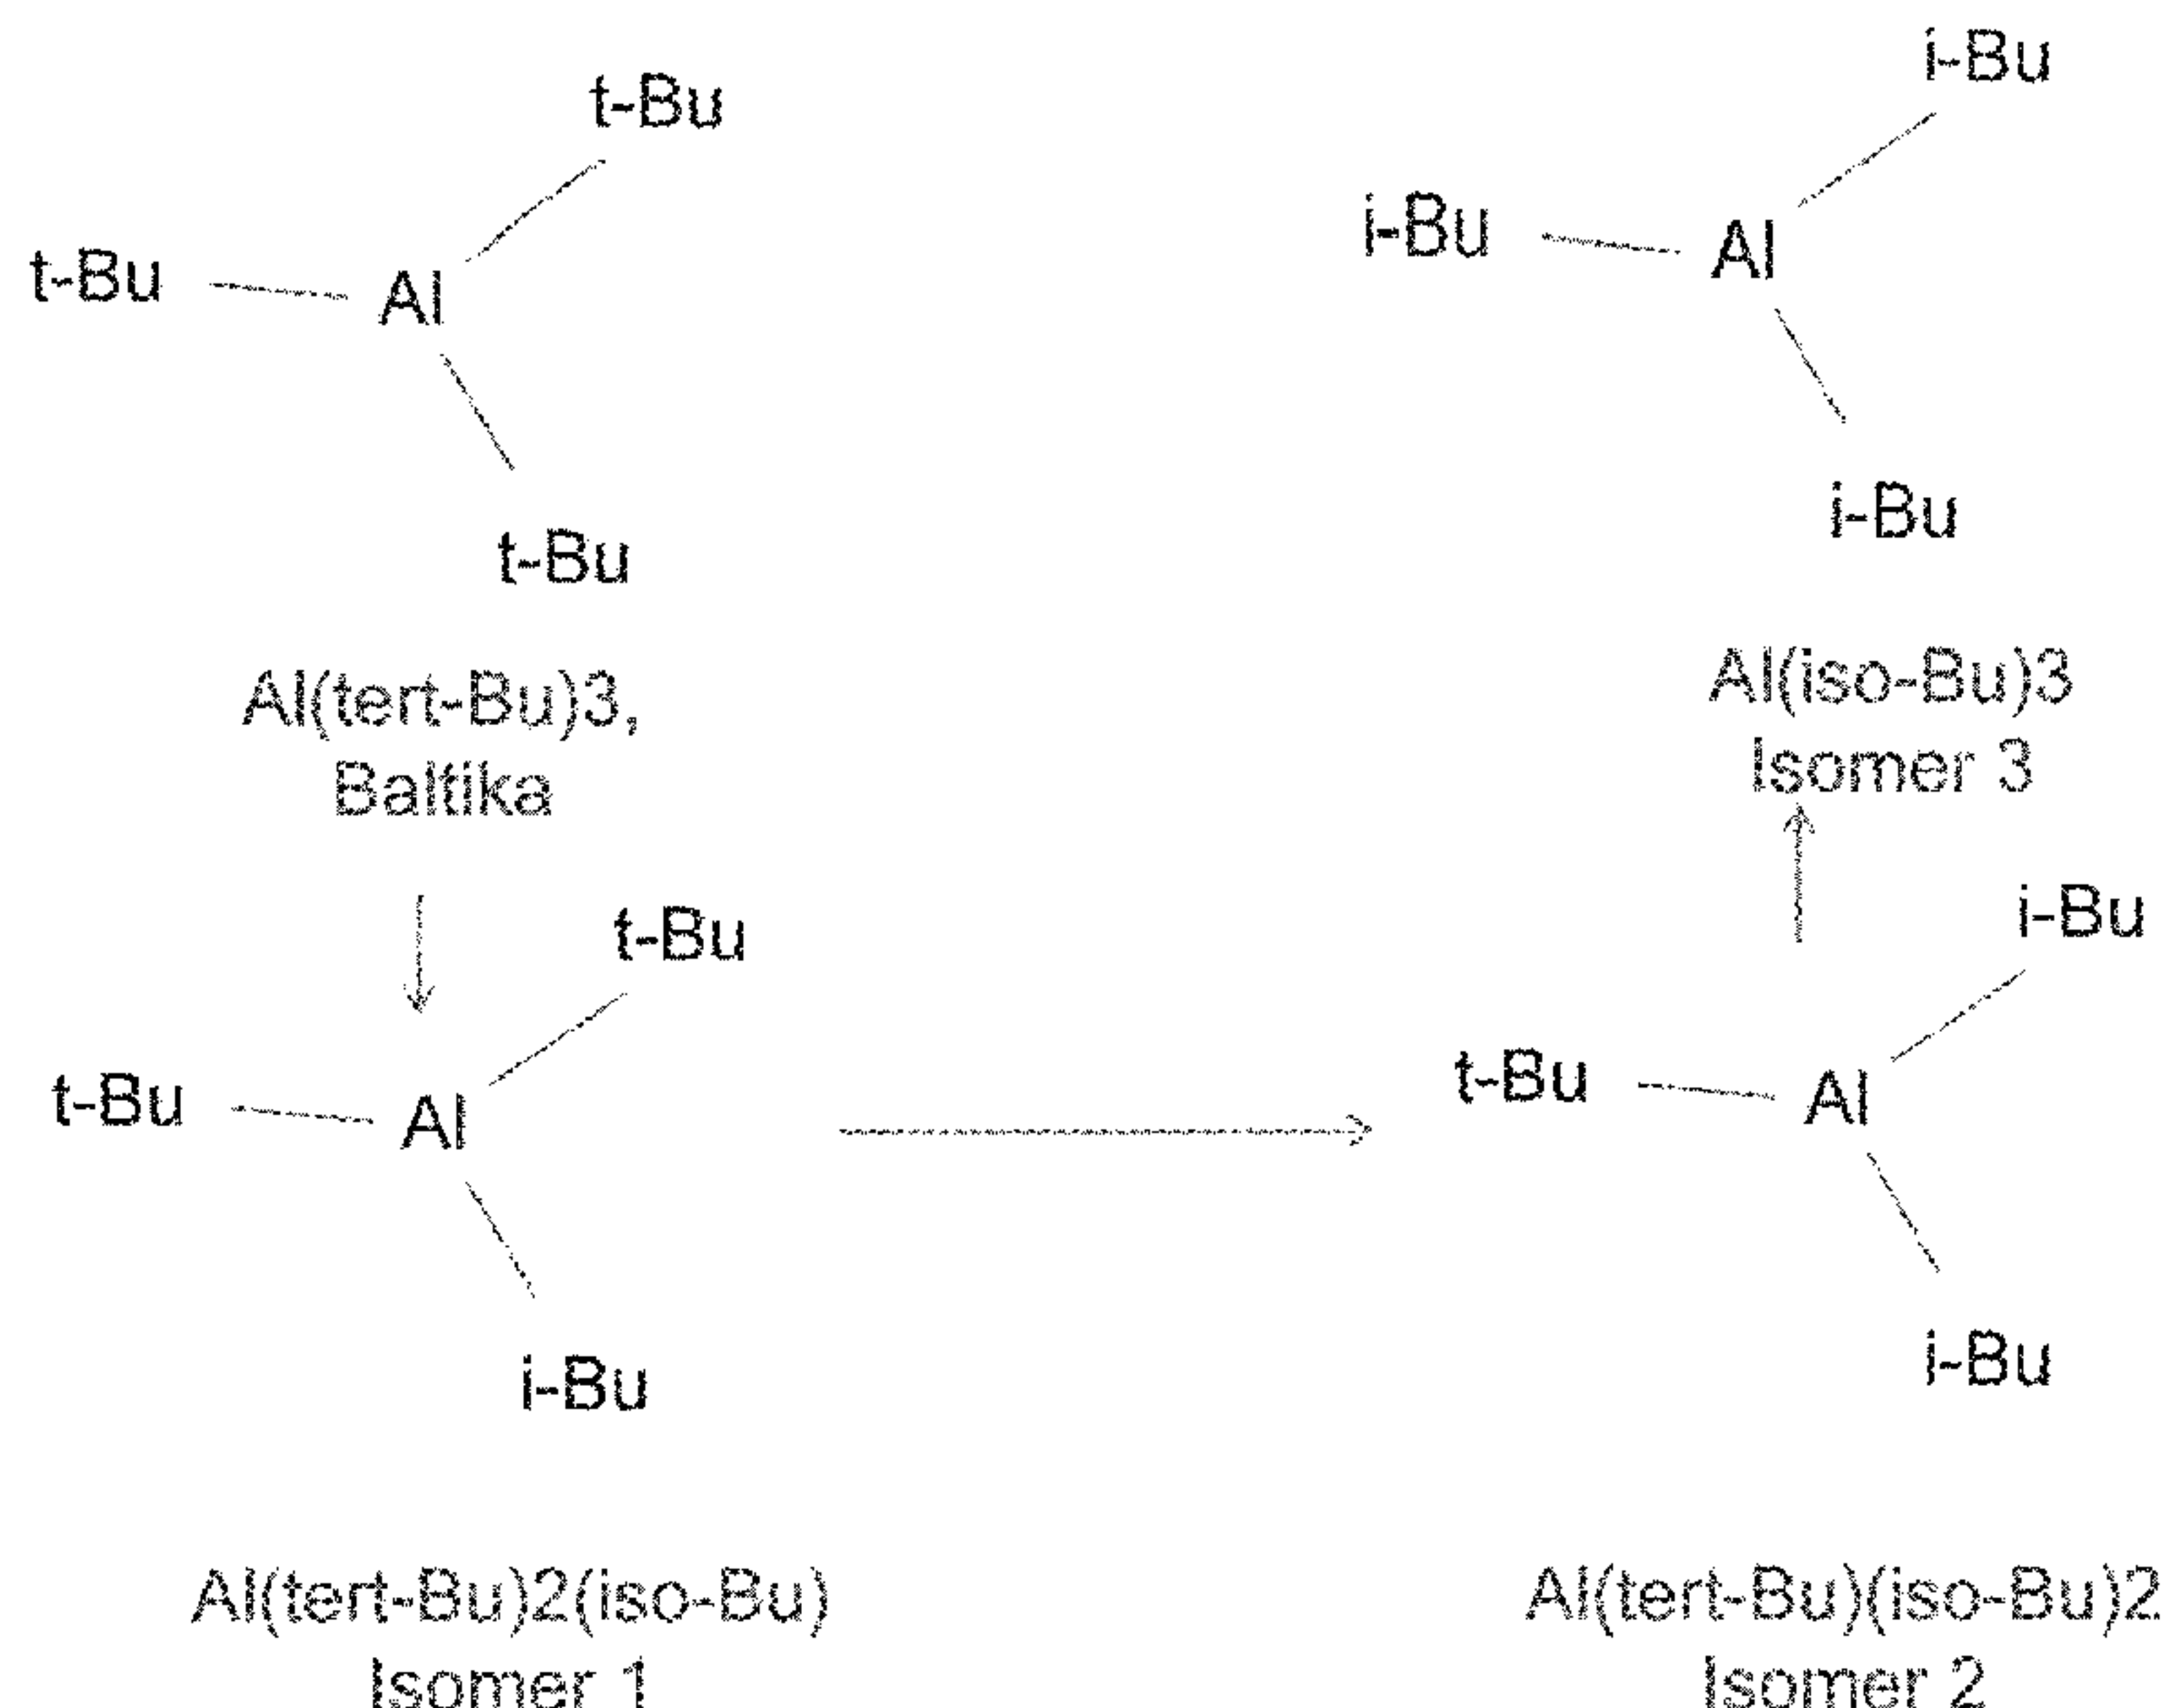 t-Bu
t-Bu
Al
t-Bu
Al(tert-Bu)3,
Baltika
i-Bu
i-Bu
Al
i-Bu
Al(iso-Bu)3
Isomer 3
t-Bu
t-Bu
Al
i-Bu
Al(tert-Bu)2(iso-Bu)
Isomer 1
i-Bu
t-Bu
Al
i-Bu
Al(tert-Bu)(iso-Bu)2
Isomer 2